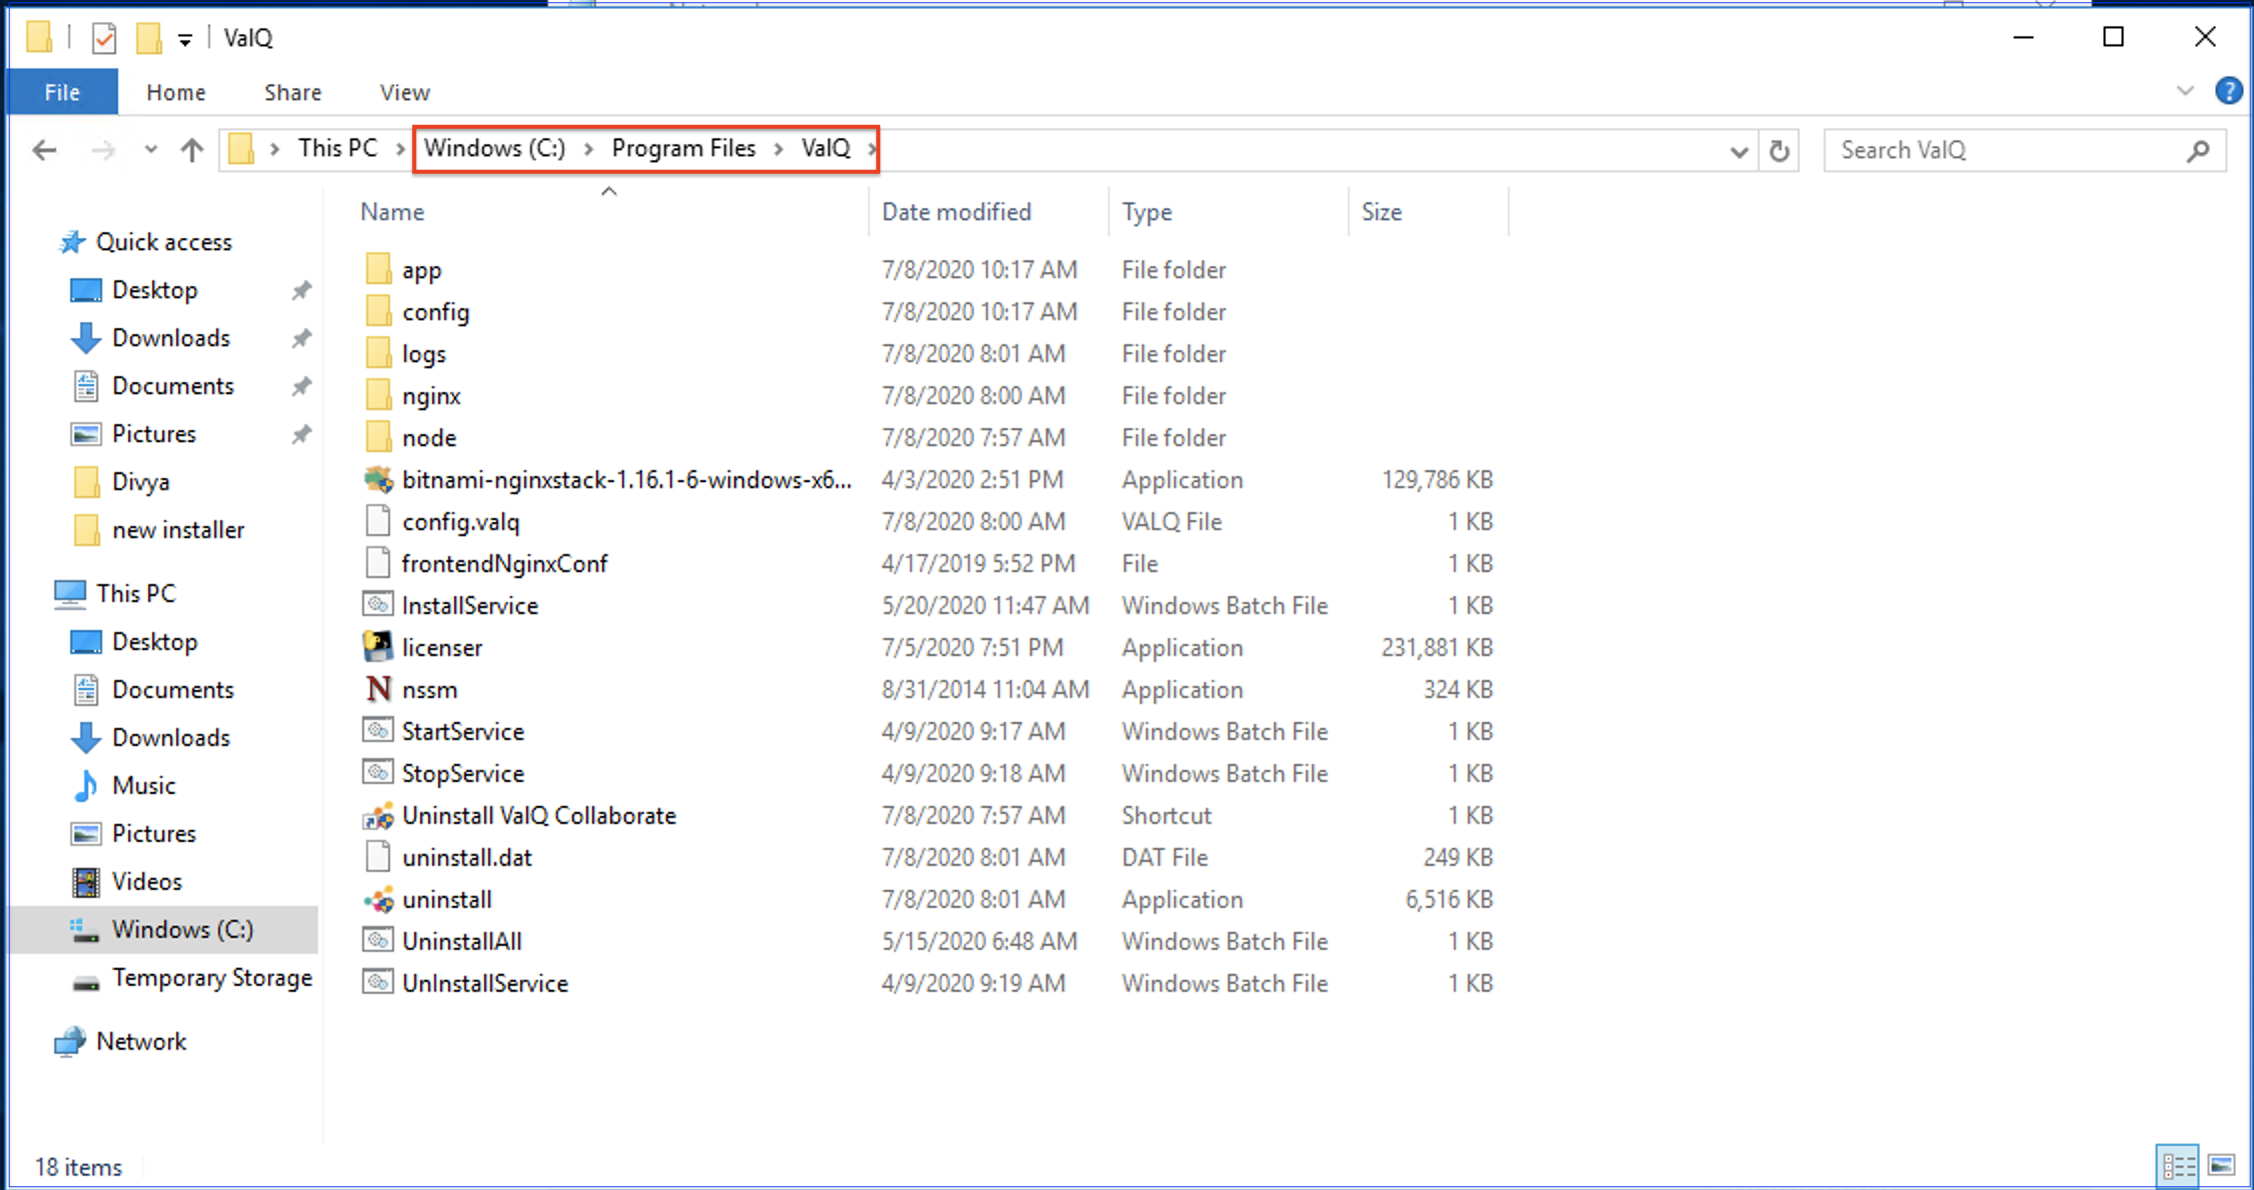 ValQ
File Home Share View
This PC Windows (C:) Program Files ValQ Search ValQ
Name Date modified Type Size
Quick access
Desktop
Downloads
Documents
Pictures
Divya
new installer
This PC
Desktop
Documents
Downloads
Music
Pictures
Videos
Windows (C:)
Temporary Storage
Network
app 7/8/2020 10:17 AM File folder
config 7/8/2020 10:17 AM File folder
logs 7/8/2020 8:01 AM File folder
nginx 7/8/2020 8:00 AM File folder
node 7/8/2020 7:57 AM File folder
bitnami-nginxstack-1.16.1-6-windows-x6... 4/3/2020 2:51 PM Application 129,786 KB
config.valq 7/8/2020 8:00 AM VALQ File 1 KB
frontendNginxConf 4/17/2019 5:52 PM File 1 KB
InstallService 5/20/2020 11:47 AM Windows Batch File 1 KB
licenser 7/5/2020 7:51 PM Application 231,881 KB
nssm 8/31/2014 11:04 AM Application 324 KB
StartService 4/9/2020 9:17 AM Windows Batch File 1 KB
StopService 4/9/2020 9:18 AM Windows Batch File 1 KB
Uninstall ValQ Collaborate 7/8/2020 7:57 AM Shortcut 1 KB
uninstall.dat 7/8/2020 8:01 AM DAT File 249 KB
uninstall 7/8/2020 8:01 AM Application 6,516 KB
UninstallAll 5/15/2020 6:48 AM Windows Batch File 1 KB
UnInstallService 4/9/2020 9:19 AM Windows Batch File 1 KB
18 items